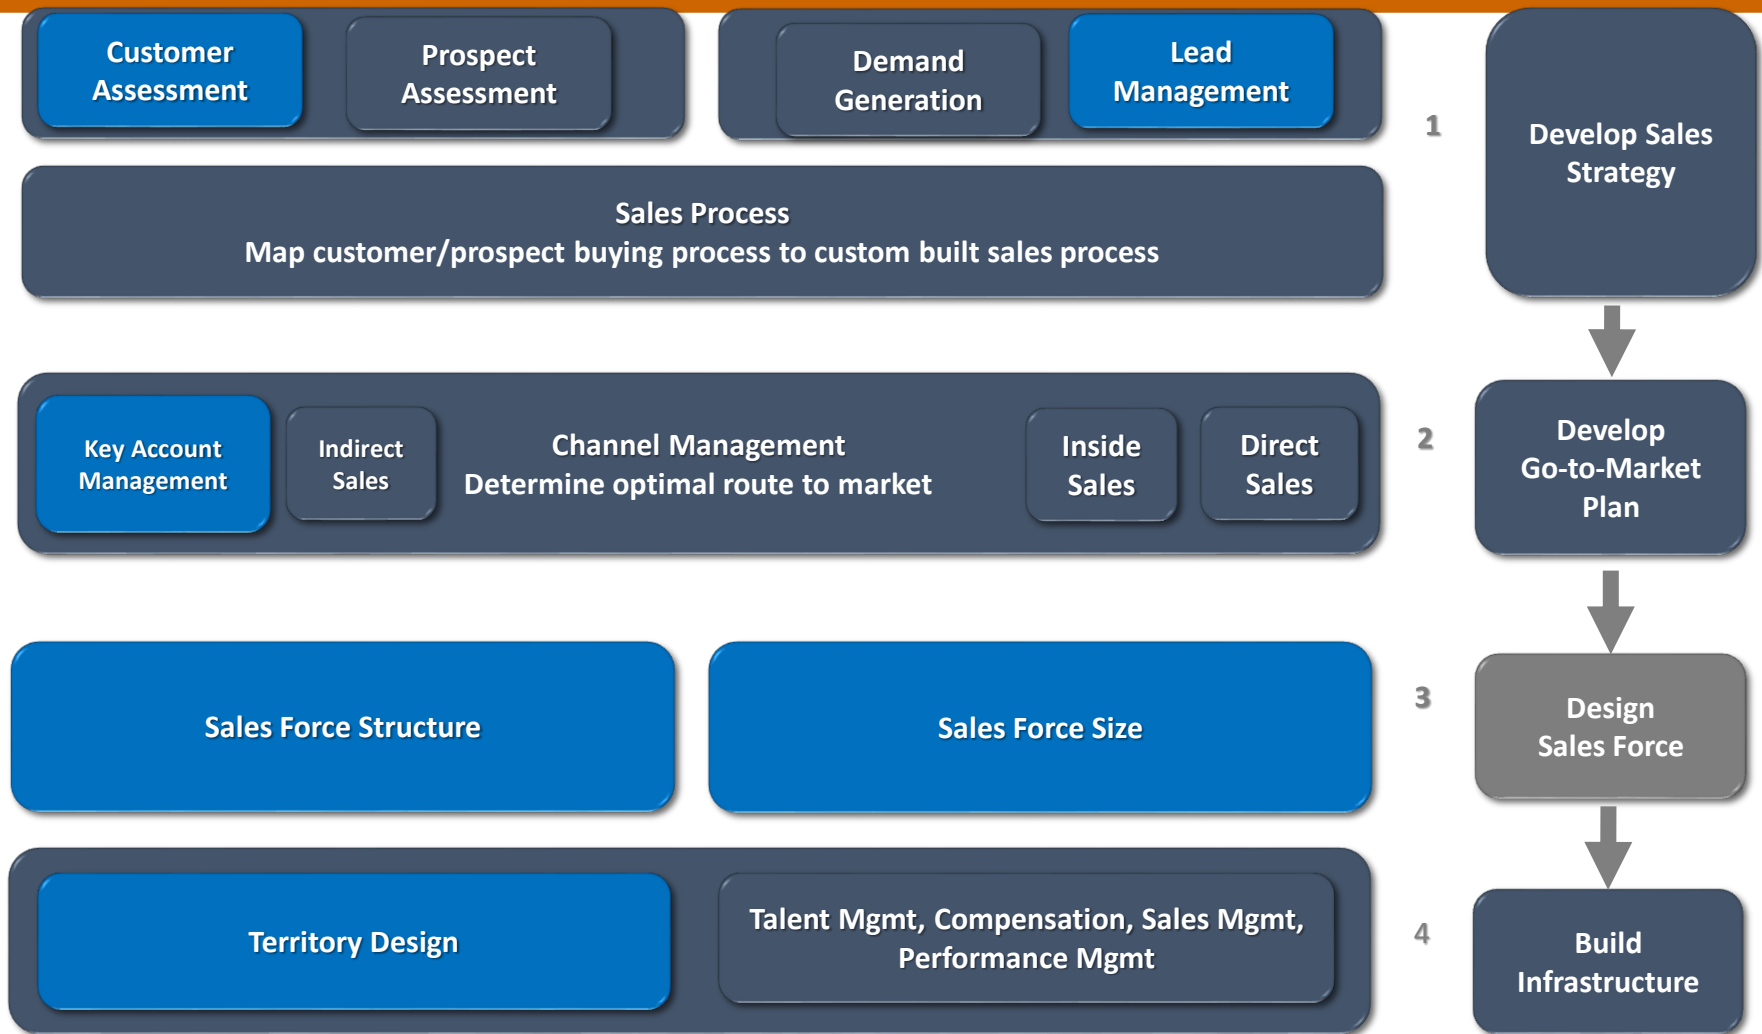 Customer
Assessment
Prospect
Assessment
Demand
Generation
Lead
Management
1
Develop Sales
Strategy
Sales Process
Map customer/prospect buying process to custom built sales process
Key Account
Management
Indirect
Sales
Channel Management
Determine optimal route to market
Inside
Sales
Direct
Sales
2
Develop
Go-to-Market
Plan
Sales Force Structure
Sales Force Size
3
Design
Sales Force
Territory Design
Talent Mgmt, Compensation, Sales Mgmt,
Performance Mgmt
4
Build
Infrastructure